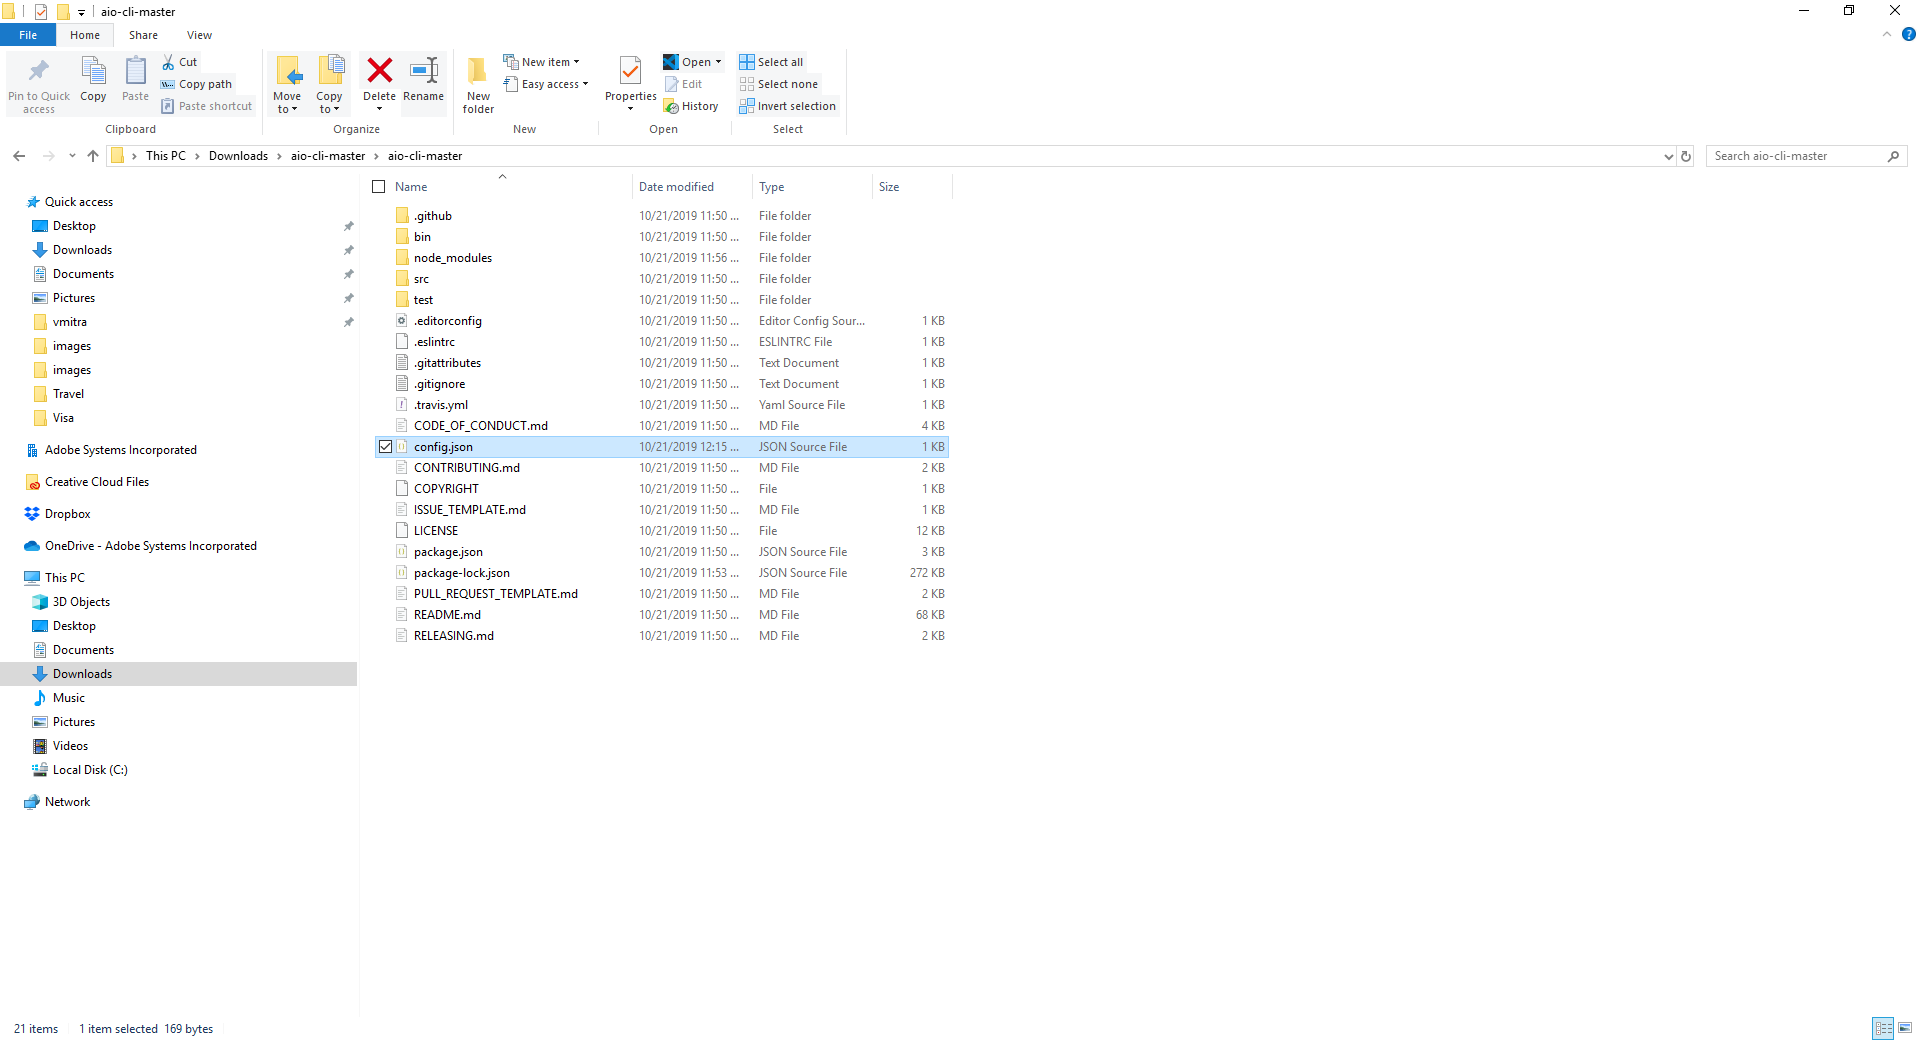 aio-cli-master
File Home Share View
Pin to Quick access
Copy
Paste
Cut
Copy path
Paste shortcut
Clipboard
Move to
Copy to
Delete
Rename
Organize
New folder
New item
Easy access
New
Properties
Open
Edit
History
Open
Select all
Select none
Invert selection
Select
This PC > Downloads > aio-cli-master > aio-cli-master
Search aio-cli-master
Quick access
Desktop
Downloads
Documents
Pictures
vmitra
images
images
Travel
Visa
Adobe Systems Incorporated
Creative Cloud Files
Dropbox
OneDrive - Adobe Systems Incorporated
This PC
3D Objects
Desktop
Documents
Downloads
Music
Pictures
Videos
Local Disk (C:)
Network
Name Date modified Type Size
.github 10/21/2019 11:50 ... File folder
bin 10/21/2019 11:50 ... File folder
node_modules 10/21/2019 11:56 ... File folder
src 10/21/2019 11:50 ... File folder
test 10/21/2019 11:50 ... File folder
.editorconfig 10/21/2019 11:50 ... Editor Config Sour... 1 KB
.eslintrc 10/21/2019 11:50 ... ESLINTRC File 1 KB
.gitattributes 10/21/2019 11:50 ... Text Document 1 KB
.gitignore 10/21/2019 11:50 ... Text Document 1 KB
.travis.yml 10/21/2019 11:50 ... Yaml Source File 1 KB
CODE_OF_CONDUCT.md 10/21/2019 11:50 ... MD File 4 KB
config.json 10/21/2019 12:15 ... JSON Source File 1 KB
CONTRIBUTING.md 10/21/2019 11:50 ... MD File 2 KB
COPYRIGHT 10/21/2019 11:50 ... File 1 KB
ISSUE_TEMPLATE.md 10/21/2019 11:50 ... MD File 1 KB
LICENSE 10/21/2019 11:50 ... File 12 KB
package.json 10/21/2019 11:50 ... JSON Source File 3 KB
package-lock.json 10/21/2019 11:53 ... JSON Source File 272 KB
PULL_REQUEST_TEMPLATE.md 10/21/2019 11:50 ... MD File 2 KB
README.md 10/21/2019 11:50 ... MD File 68 KB
RELEASING.md 10/21/2019 11:50 ... MD File 2 KB
21 items 1 item selected 169 bytes